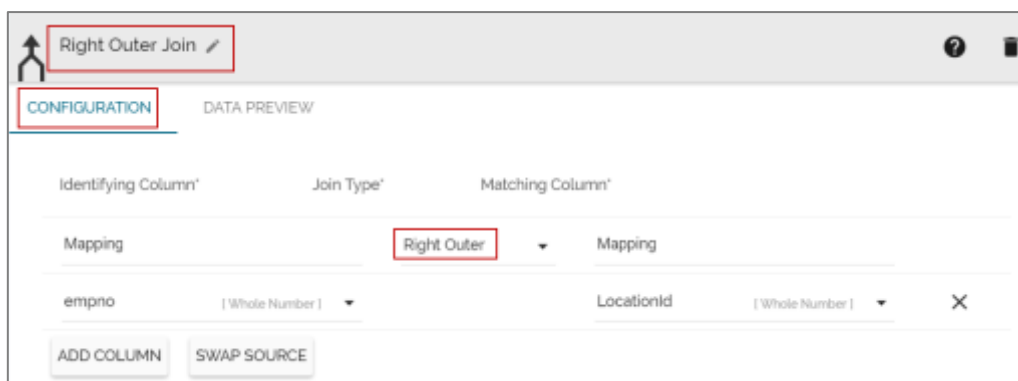 Right Outer Join
CONFIGURATION DATA PREVIEW
Identifying Column* Join Type* Matching Column*
Mapping Right Outer Mapping
empno [ Whole Number ] LocationId [ Whole Number ]
ADD COLUMN SWAP SOURCE